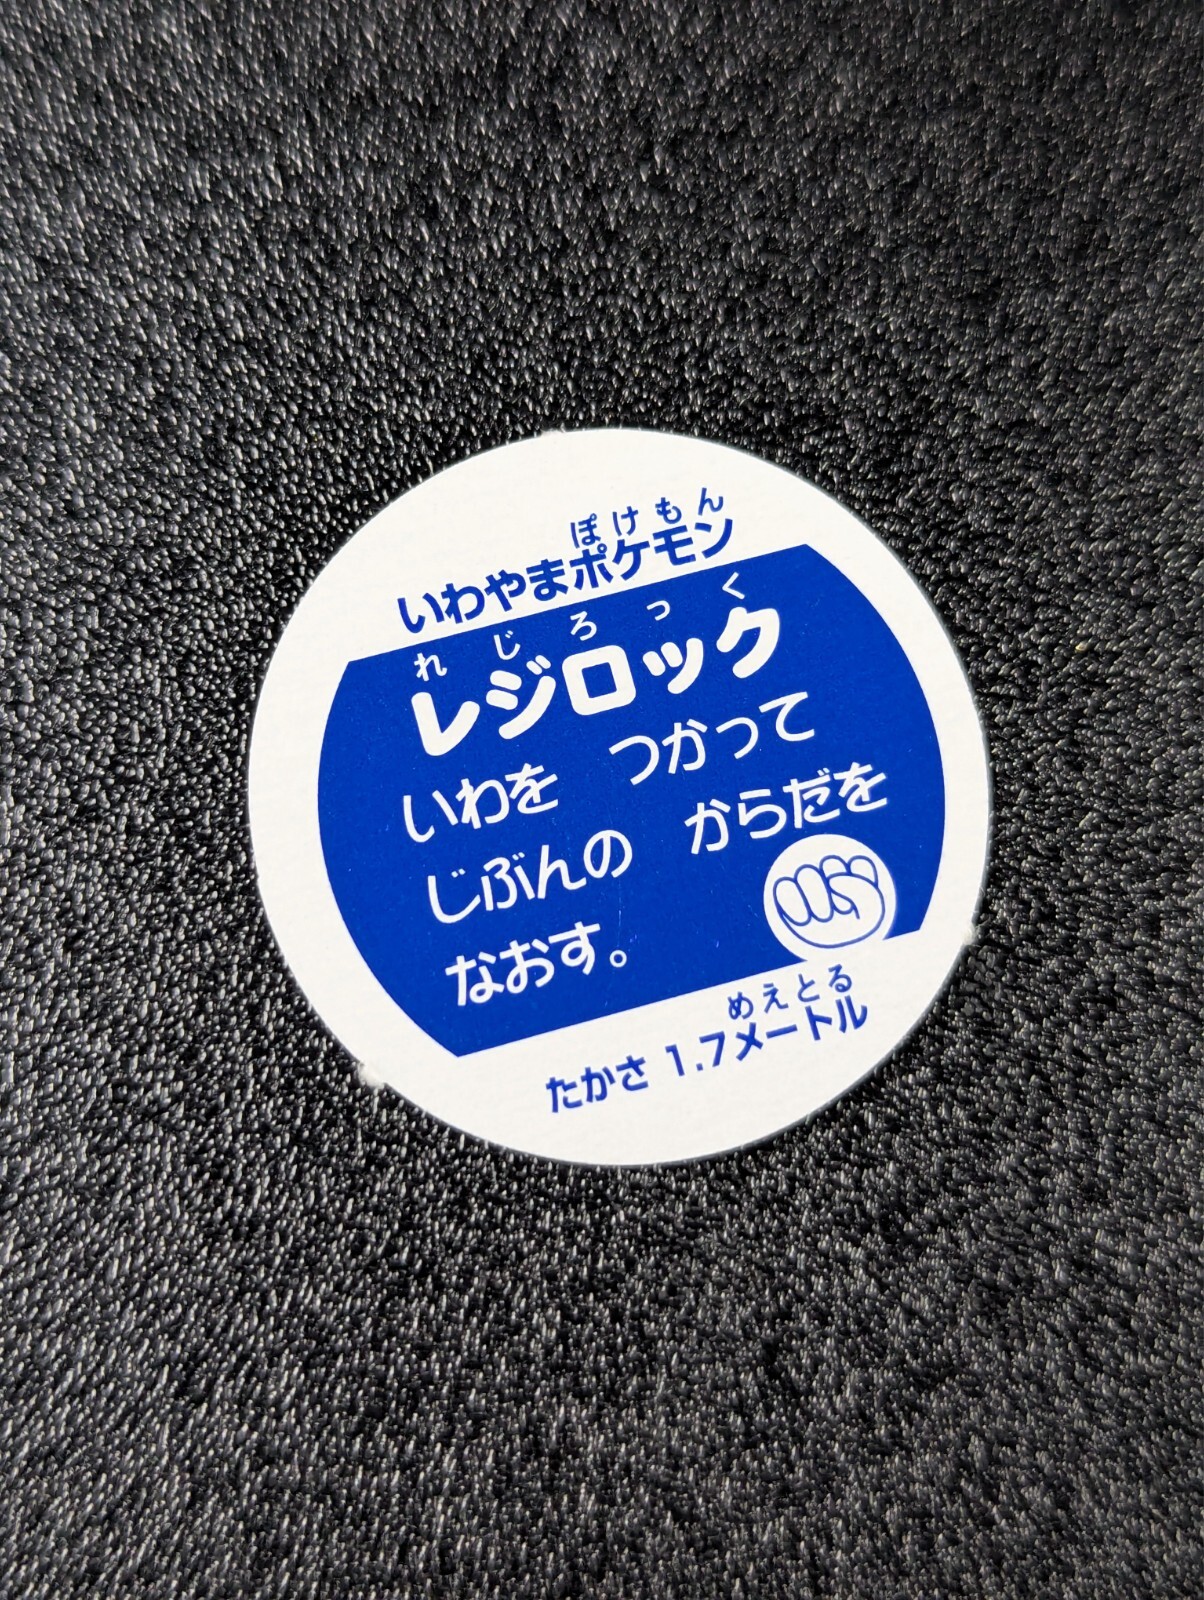 ぽけもん
いわやまポケモン
れじろっく
レジロック
いわを　つかって
じぶんの　からだを
なおす。
めえとる
たかさ 1.7メートル